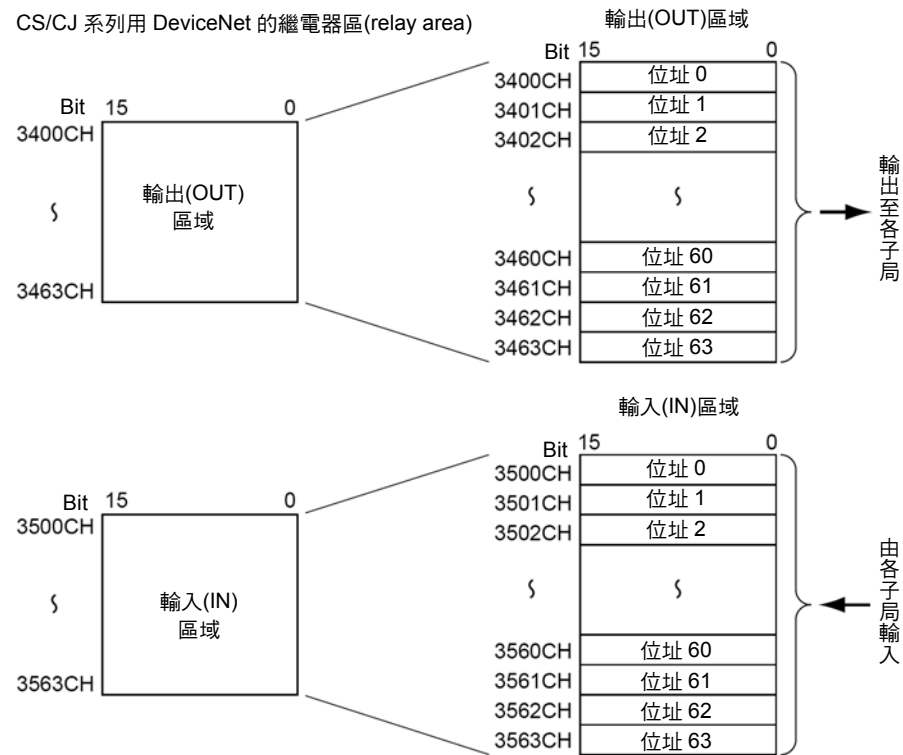 CS/CJ 系列用 DeviceNet 的繼電器區(relay area)
輸出(OUT)區域
Bit 15 0
3400CH 位址 0
3401CH 位址 1
3402CH 位址 2
∫ ∫
3460CH 位址 60
3461CH 位址 61
3462CH 位址 62
3463CH 位址 63
輸出至各子局
Bit 15 0
3400CH
∫
3463CH
輸出(OUT)
區域
輸入(IN)區域
Bit 15 0
3500CH 位址 0
3501CH 位址 1
3502CH 位址 2
∫ ∫
3560CH 位址 60
3561CH 位址 61
3562CH 位址 62
3563CH 位址 63
由各子局輸入
Bit 15 0
3500CH
∫
3563CH
輸入(IN)
區域